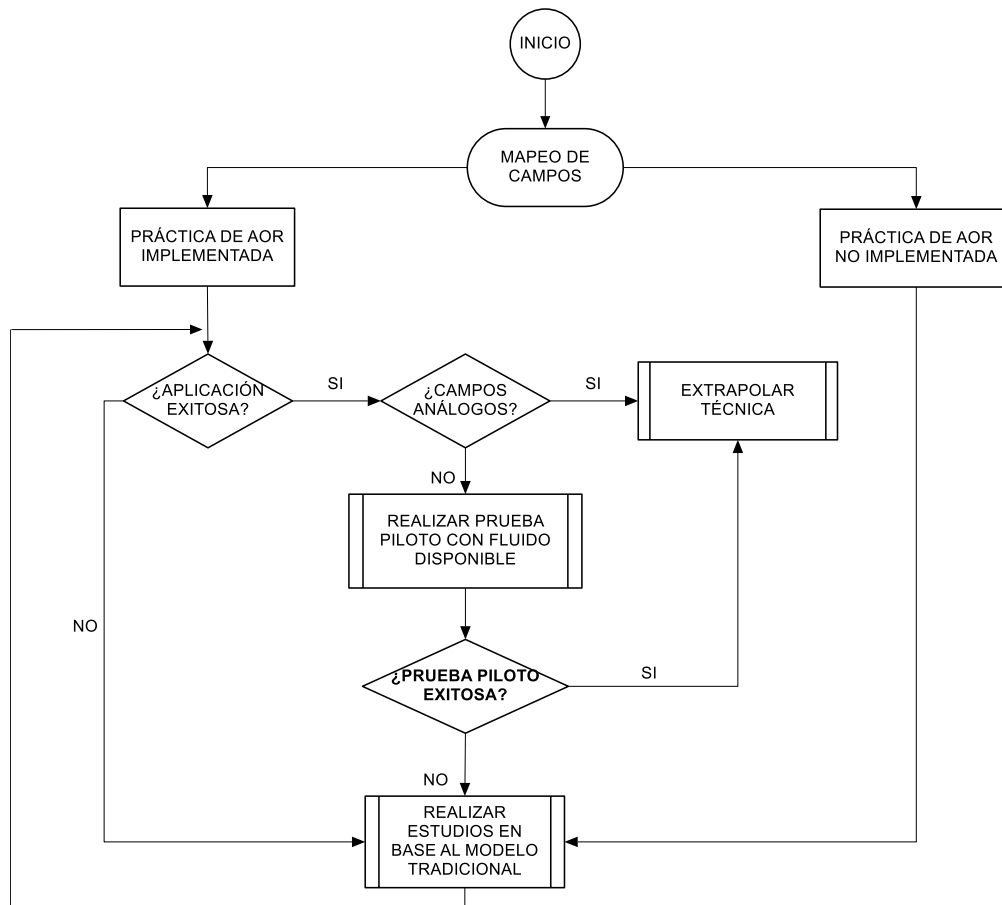 INICIO
MAPEO DE
CAMPOS
PRÁCTICA DE AOR
IMPLEMENTADA
PRÁCTICA DE AOR
NO IMPLEMENTADA
¿APLICACIÓN
EXITOSA?
SI
¿CAMPOS
ANÁLOGOS?
SI
EXTRAPOLAR
TÉCNICA
NO
REALIZAR PRUEBA
PILOTO CON FLUIDO
DISPONIBLE
NO
¿PRUEBA PILOTO
EXITOSA?
SI
NO
REALIZAR
ESTUDIOS EN
BASE AL MODELO
TRADICIONAL